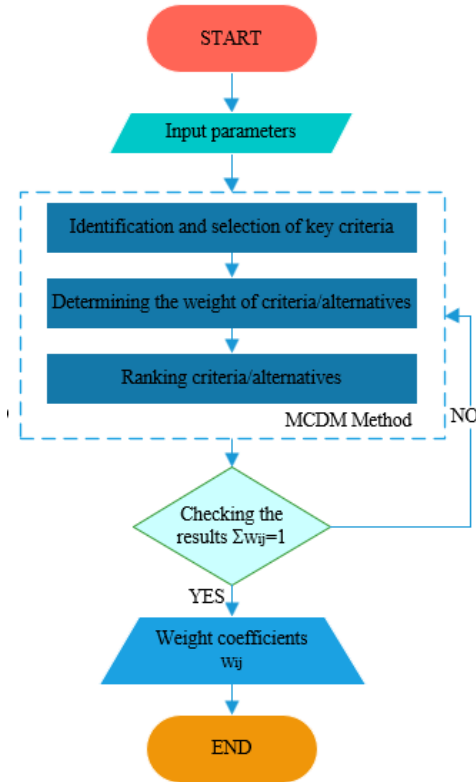 START
Input parameters
Identification and selection of key criteria
Determining the weight of criteria/alternatives
Ranking criteria/alternatives
MCDM Method
NO
Checking the
results Σwij=1
YES
Weight coefficients
wij
END